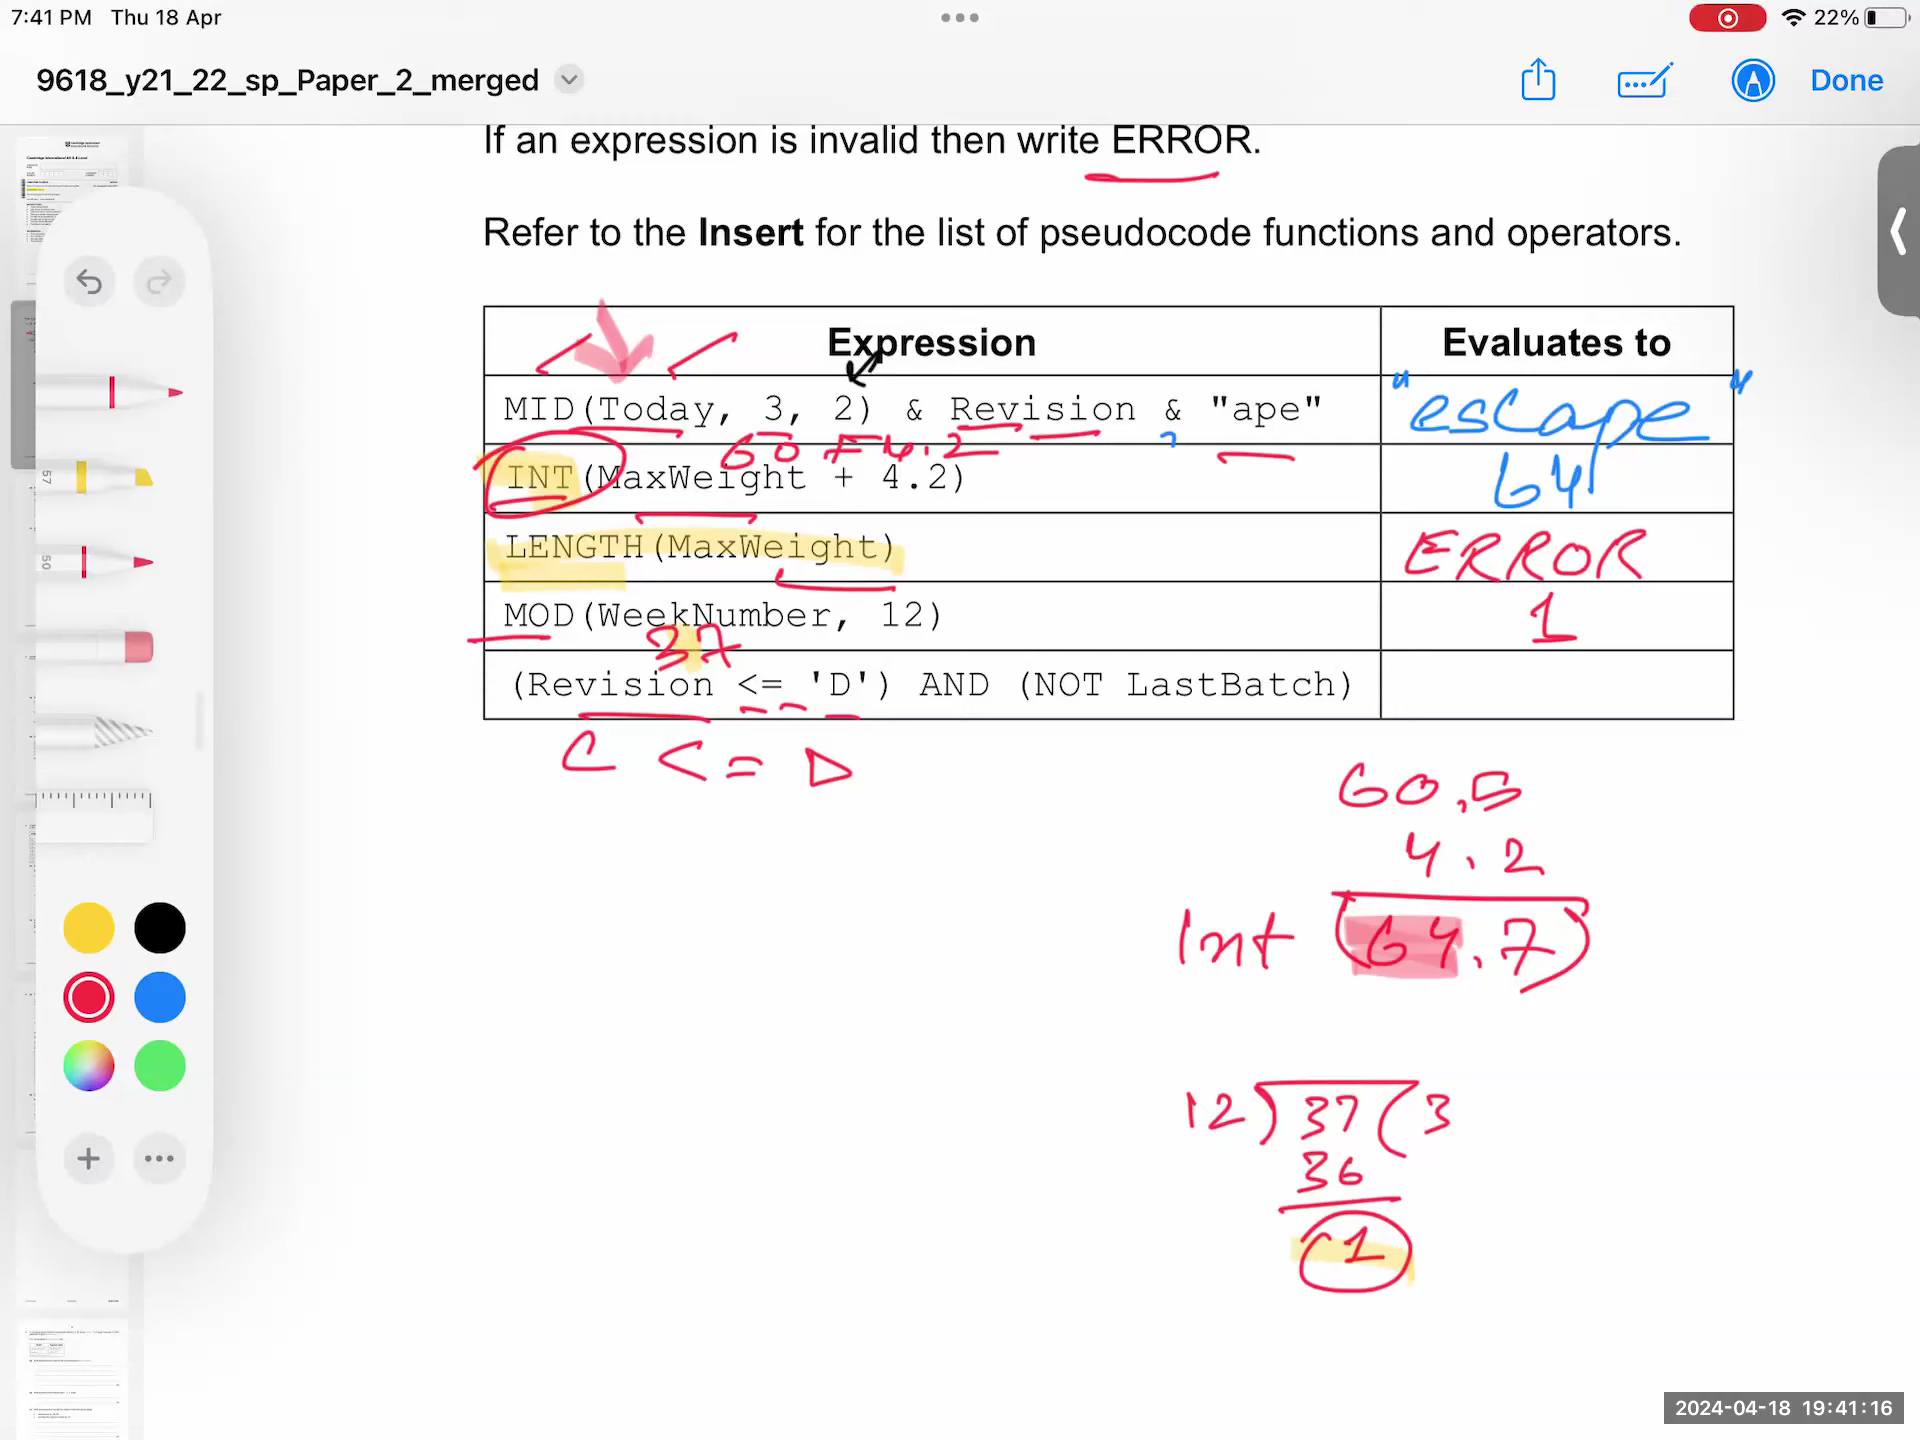 7:41 PM Thu 18 Apr
22%
9618_y21_22_sp_Paper_2_merged
Done
If an expression is invalid then write ERROR.
Refer to the Insert for the list of pseudocode functions and operators.
Expression Evaluates to
MID(Today, 3, 2) & Revision & "ape" "escape"
60 + 4.2
INT(MaxWeight + 4.2) 64
LENGTH(MaxWeight) ERROR
MOD(WeekNumber, 12) 1
37
(Revision <= 'D') AND (NOT LastBatch)
C <= D
60.5
4.2
Int (64.7)
12) 37 (3
36
1
57
50
2024-04-18 19:41:16